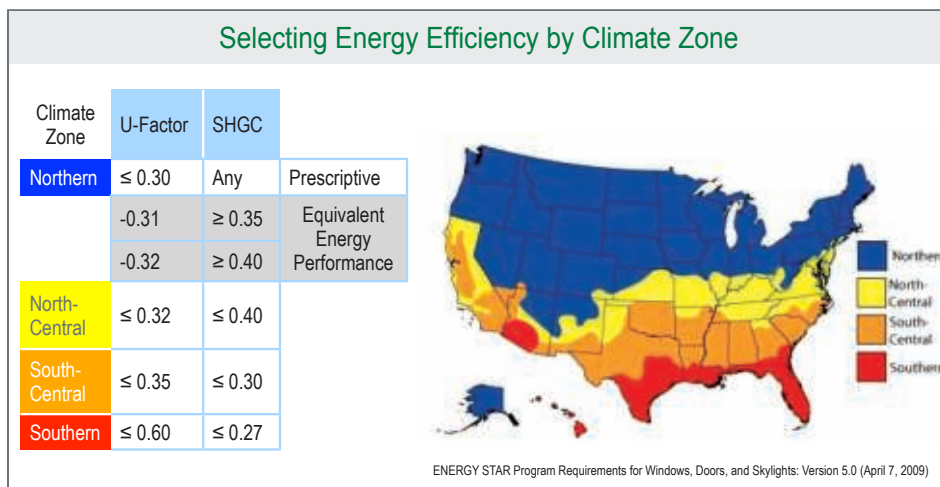 Selecting Energy Efficiency by Climate Zone
Climate
Zone
U-Factor
SHGC
Northern
≤ 0.30
Any
Prescriptive
-0.31
≥ 0.35
-0.32
≥ 0.40
Equivalent
Energy
Performance
North-
Central
≤ 0.32
≤ 0.40
South-
Central
≤ 0.35
≤ 0.30
Southern
≤ 0.60
≤ 0.27
Northern
North-
Central
South-
Central
Southern
ENERGY STAR Program Requirements for Windows, Doors, and Skylights: Version 5.0 (April 7, 2009)